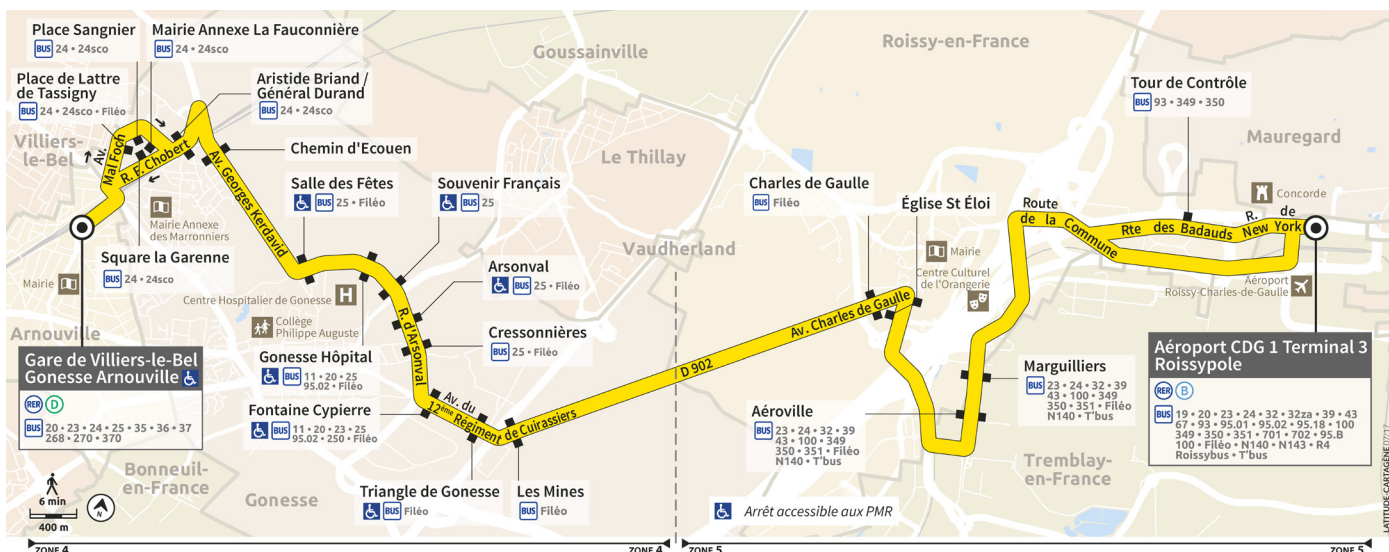 Place Sangnier
BUS 24 • 24sco
Mairie Annexe La Fauconnière
BUS 24 • 24sco
Place de Lattre
de Tassigny
BUS 24 • 24sco • Filéo
Aristide Briand /
Général Durand
BUS 24 • 24sco
Goussainville
Roissy-en-France
Tour de Contrôle
BUS 93 • 349 • 350
Mauregard
Villiers-
le-Bel
Av.
Mal Foch
R. F. Chobert
Chemin d'Ecouen
Le Thillay
Av. Georges Kerdavid
Salle des Fêtes
BUS 25 • Filéo
Souvenir Français
BUS 25
Charles de Gaulle
BUS Filéo
Église St Éloi
Route
de la Commune
Rte des Badauds
R. de
New York
Concorde
Mairie Annexe
des Marronniers
Mairie
Square la Garenne
BUS 24 • 24sco
Vaudherland
Mairie
Centre Culturel
de l'Orangerie
Arsonval
BUS 25 • Filéo
Centre Hospitalier de Gonesse
H
Collège
Philippe Auguste
R. d'Arsonval
Av. Charles de Gaulle
Aéroport
Roissy-Charles-de-Gaulle
Arnouville
Cressonnières
BUS 25 • Filéo
Gare de Villiers-le-Bel
Gonesse Arnouville
RER D
BUS 20 • 23 • 24 • 25 • 35 • 36 • 37
268 • 270 • 370
Gonesse Hôpital
BUS 11 • 20 • 25
95.02 • Filéo
D 902
Marguilliers
BUS 23 • 24 • 32 • 39
43 • 100 • 349
350 • 351 • Filéo
N140 • T'bus
Aéroport CDG 1 Terminal 3
Roissypole
RER B
BUS 19 • 20 • 23 • 24 • 32 • 32za • 39 • 43
67 • 93 • 95.01 • 95.02 • 95.18 • 100
349 • 350 • 351 • 701 • 702 • 95.B
100 • Filéo • N140 • N143 • R4
Roissybus • T'bus
Fontaine Cypierre
BUS 11 • 20 • 23 • 25
95.02 • 250 • Filéo
Av. du
12ème Régiment de Cuirassiers
Aéroville
BUS 23 • 24 • 32 • 39
43 • 100 • 349
350 • 351 • Filéo
N140 • T'bus
Bonneuil-
en-France
Gonesse
Tremblay-
en-France
Triangle de Gonesse
BUS Filéo
Les Mines
BUS Filéo
6 min
400 m
N
Arrêt accessible aux PMR
LATITUDE-CARTAGÈNE 07/17
ZONE 4
ZONE 4
ZONE 5
ZONE 5